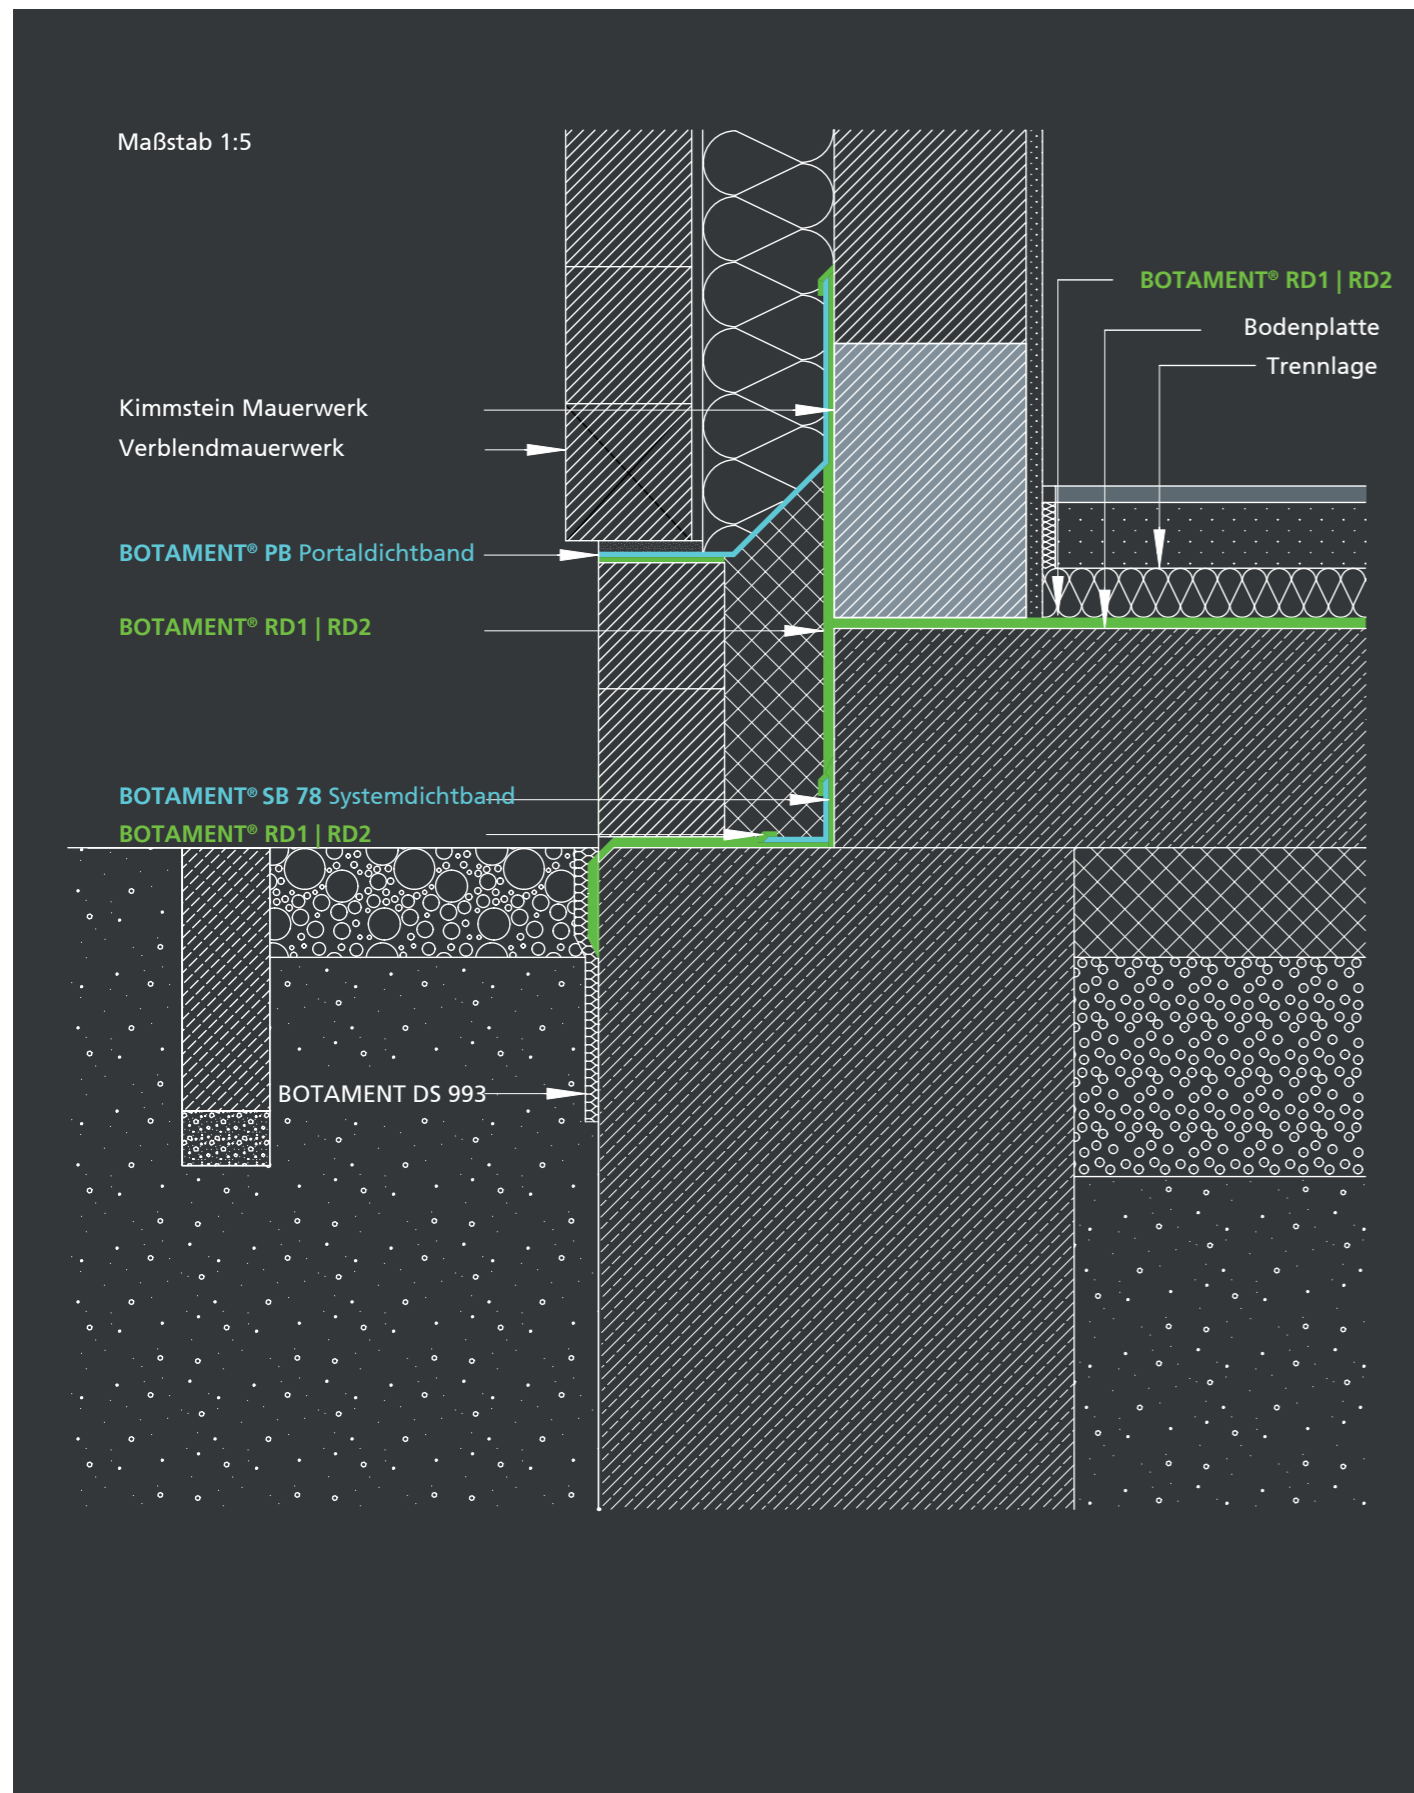 Maßstab 1:5
BOTAMENT® RD1 | RD2
Bodenplatte
Trennlage
Kimmstein Mauerwerk
Verblendmauerwerk
BOTAMENT® PB Portaldichtband
BOTAMENT® RD1 | RD2
BOTAMENT® SB 78 Systemdichtband
BOTAMENT® RD1 | RD2
BOTAMENT DS 993